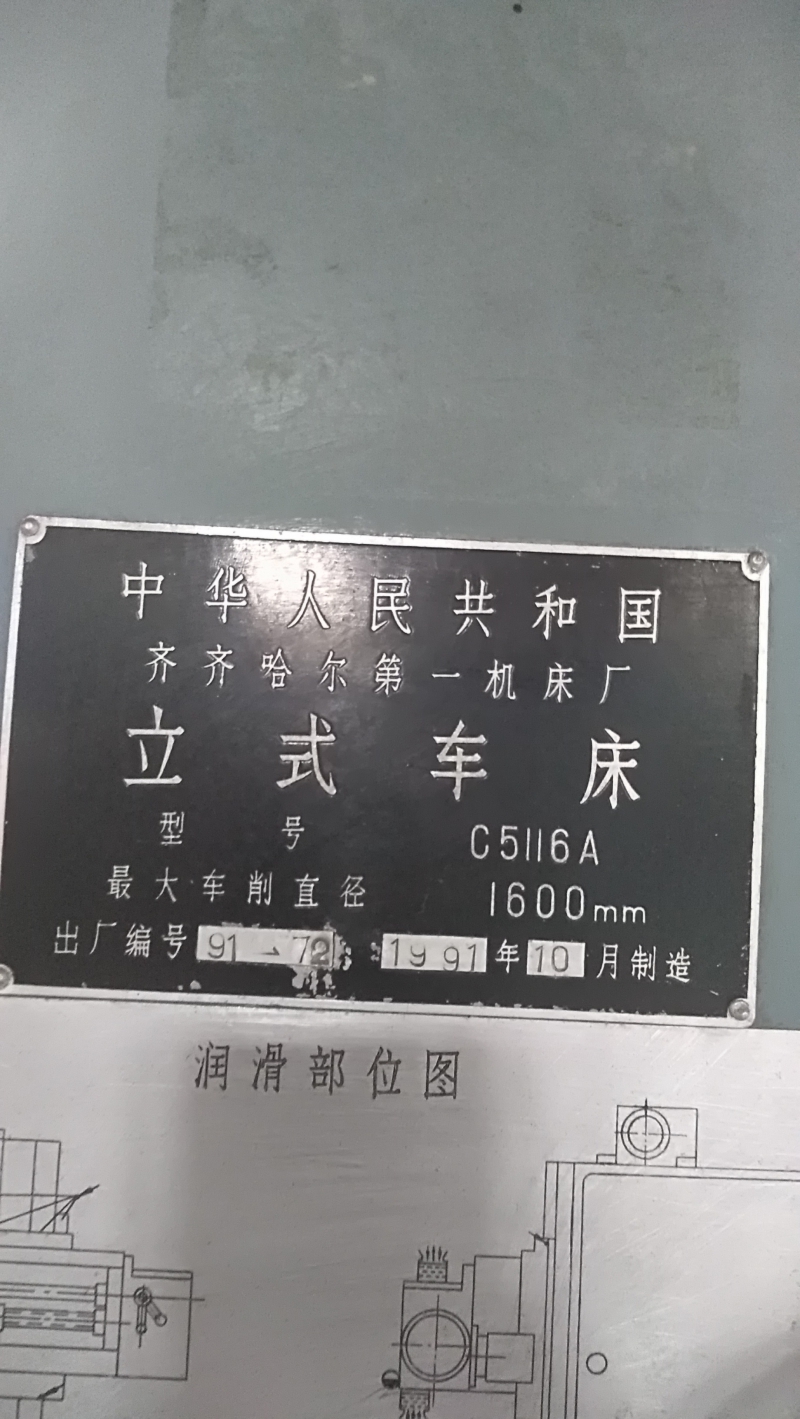 中华人民共和国
齐齐哈尔第一机床厂
立式车床
型号 C5116A
最大车削直径 1600mm
出厂编号 91-72 1991年10月制造
润滑部位图